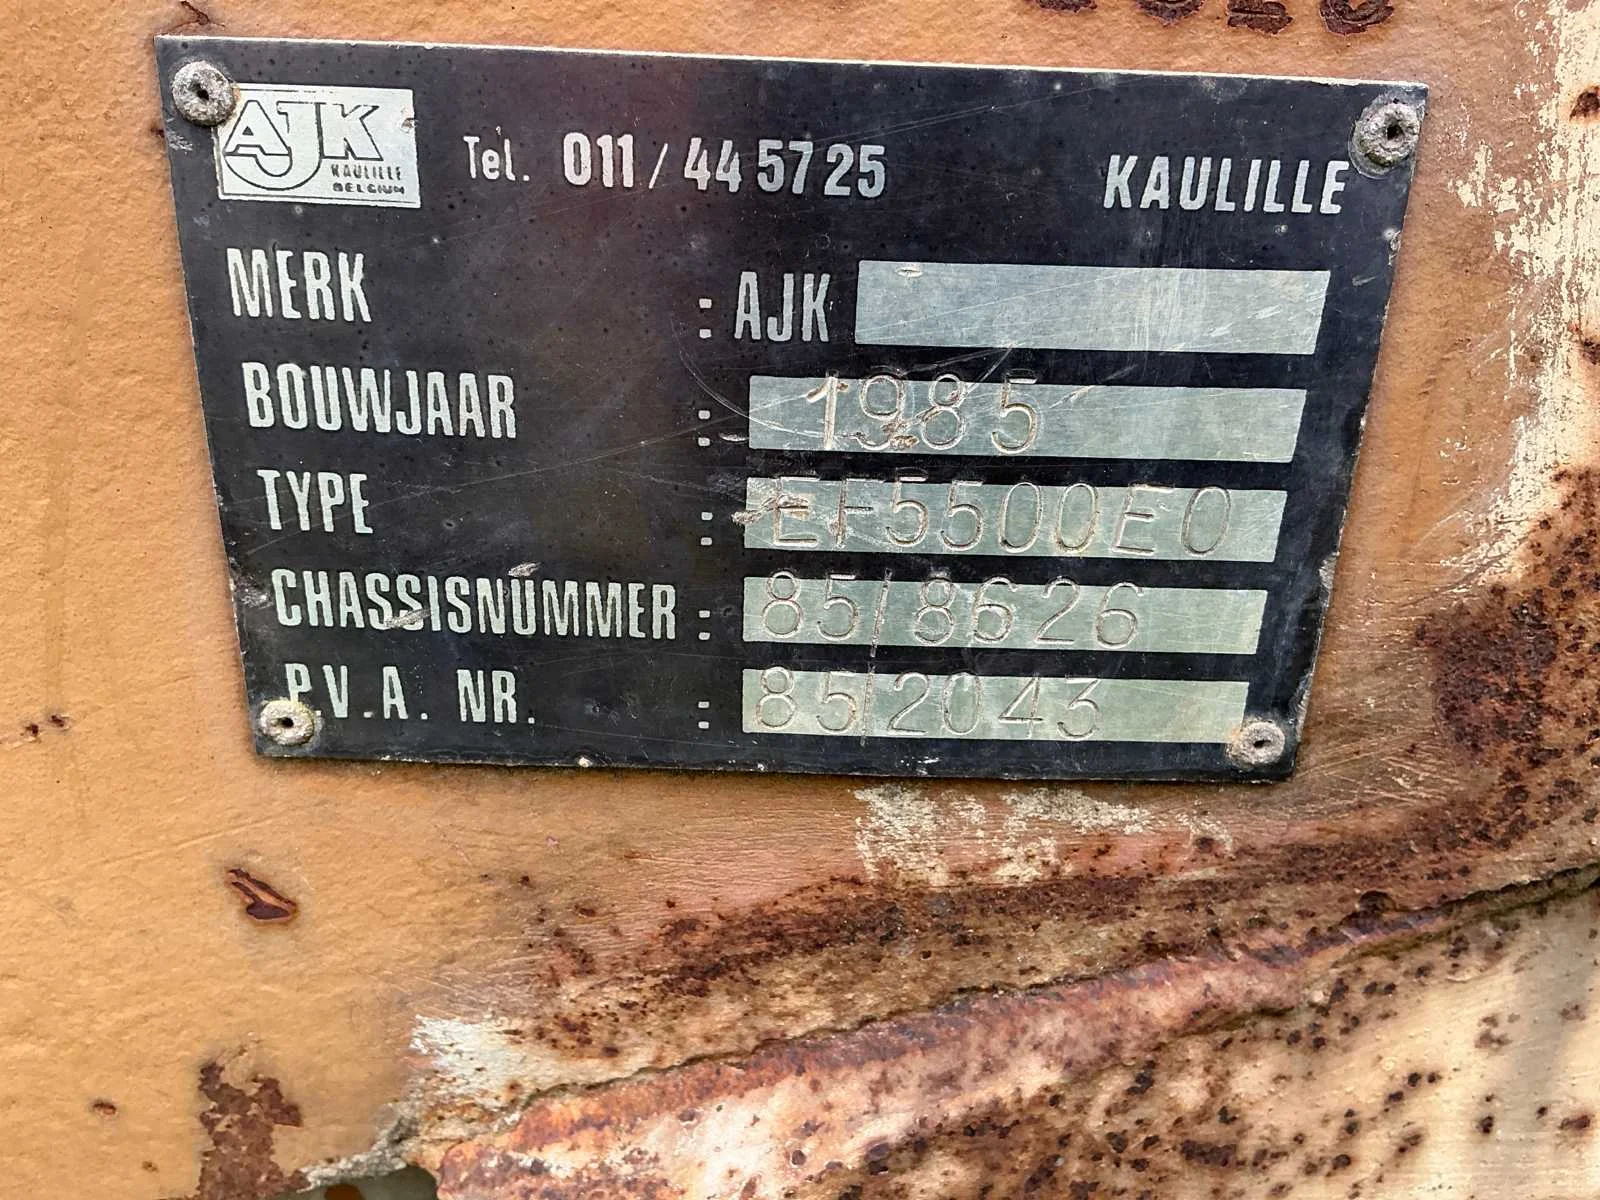 AJK
KAULILLE
BELGIUM
Tel. 011/44 57 25 KAULILLE
MERK : AJK
BOUWJAAR : 1985
TYPE : EF5500EO
CHASSISNUMMER : 85/8626
P.V.A. NR. : 85/2043